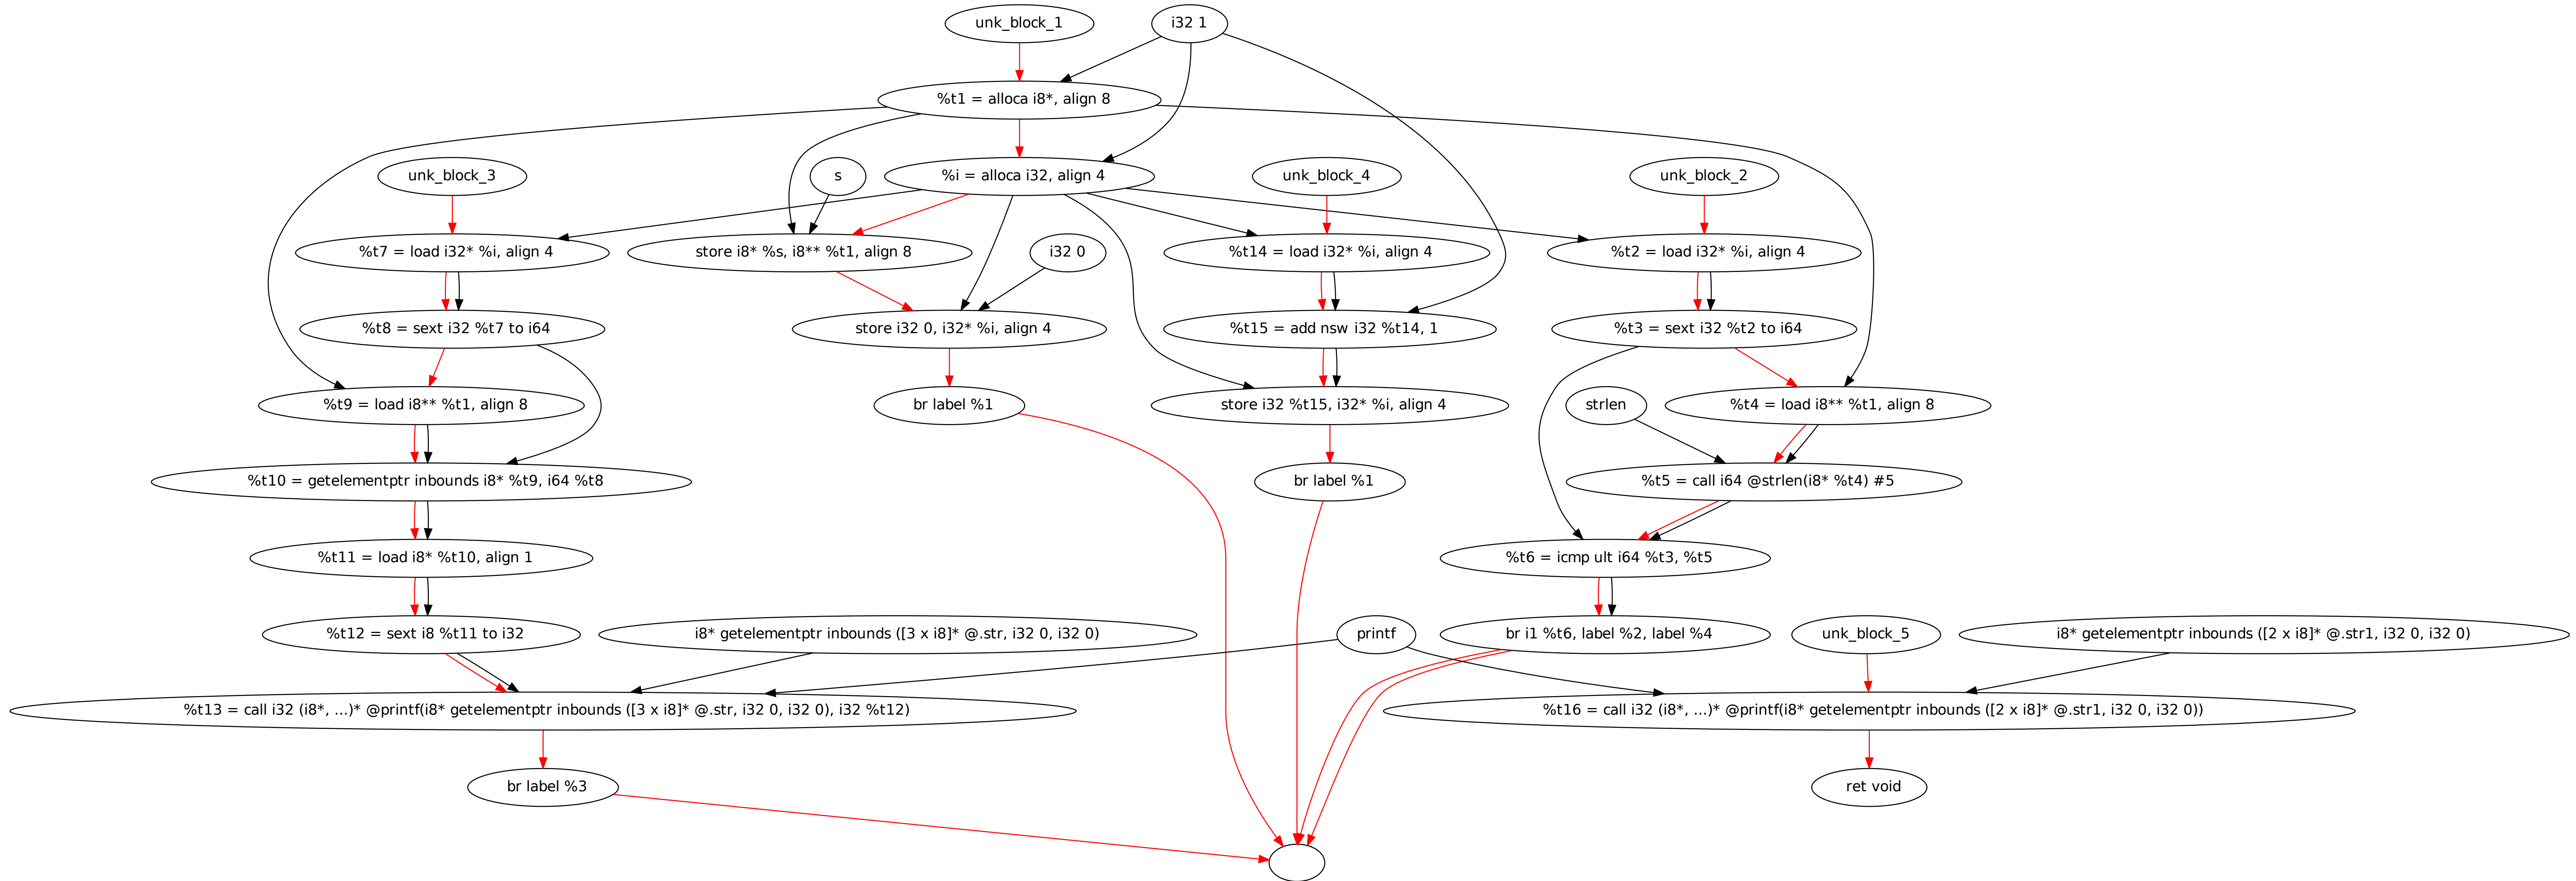 unk_block_1
i32 1
%t1 = alloca i8*, align 8
unk_block_3
s
%i = alloca i32, align 4
unk_block_4
unk_block_2
%t7 = load i32* %i, align 4
store i8* %s, i8** %t1, align 8
i32 0
%t14 = load i32* %i, align 4
%t2 = load i32* %i, align 4
%t8 = sext i32 %t7 to i64
store i32 0, i32* %i, align 4
%t15 = add nsw i32 %t14, 1
%t3 = sext i32 %t2 to i64
%t9 = load i8** %t1, align 8
br label %1
store i32 %t15, i32* %i, align 4
strlen
%t4 = load i8** %t1, align 8
%t10 = getelementptr inbounds i8* %t9, i64 %t8
br label %1
%t5 = call i64 @strlen(i8* %t4) #5
%t11 = load i8* %t10, align 1
%t6 = icmp ult i64 %t3, %t5
%t12 = sext i8 %t11 to i32
i8* getelementptr inbounds ([3 x i8]* @.str, i32 0, i32 0)
printf
br i1 %t6, label %2, label %4
unk_block_5
i8* getelementptr inbounds ([2 x i8]* @.str1, i32 0, i32 0)
%t13 = call i32 (i8*, ...)* @printf(i8* getelementptr inbounds ([3 x i8]* @.str, i32 0, i32 0), i32 %t12)
%t16 = call i32 (i8*, ...)* @printf(i8* getelementptr inbounds ([2 x i8]* @.str1, i32 0, i32 0))
br label %3
ret void